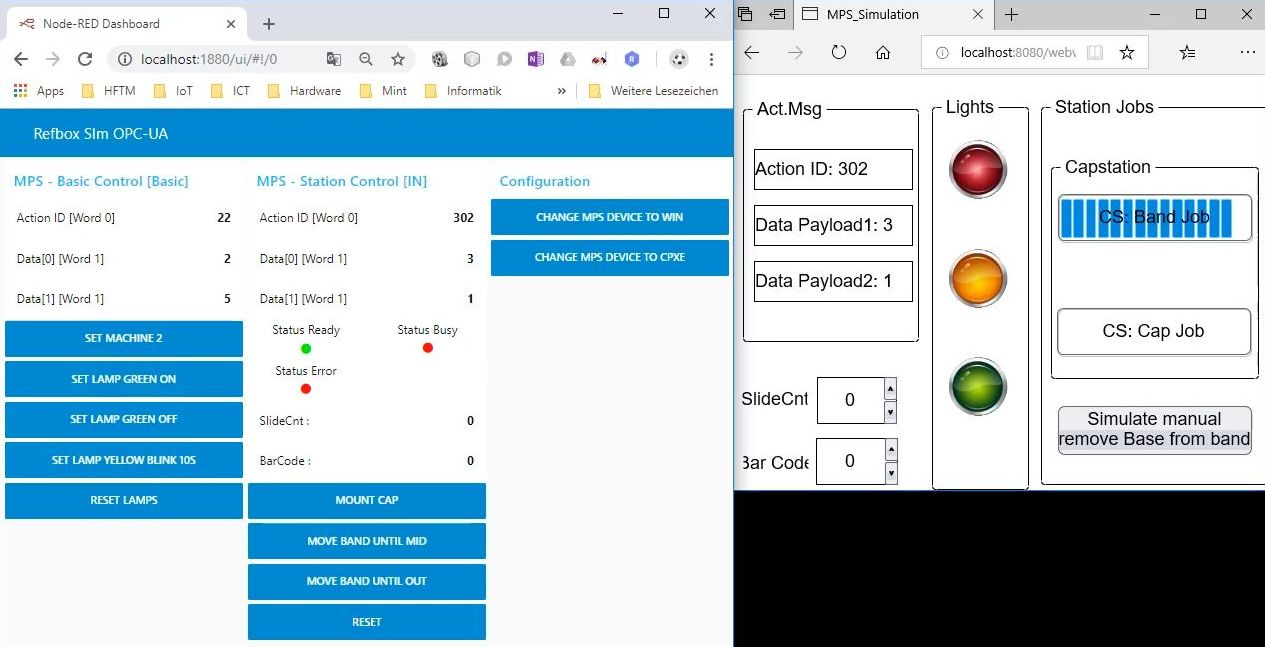 Node-RED Dashboard
localhost:1880/ui/#!/0
Apps
HFTM
IoT
ICT
Hardware
Mint
Informatik
»
Weitere Lesezeichen
Refbox SIm OPC-UA
MPS - Basic Control [Basic]
Action ID [Word 0] 22
Data[0] [Word 1] 2
Data[1] [Word 1] 5
SET MACHINE 2
SET LAMP GREEN ON
SET LAMP GREEN OFF
SET LAMP YELLOW BLINK 10S
RESET LAMPS
MPS - Station Control [IN]
Action ID [Word 0] 302
Data[0] [Word 1] 3
Data[1] [Word 1] 1
Status Ready
Status Busy
Status Error
SlideCnt : 0
BarCode : 0
MOUNT CAP
MOVE BAND UNTIL MID
MOVE BAND UNTIL OUT
RESET
Configuration
CHANGE MPS DEVICE TO WIN
CHANGE MPS DEVICE TO CPXE
MPS_Simulation
localhost:8080/webv
Act.Msg
Action ID: 302
Data Payload1: 3
Data Payload2: 1
SlideCnt 0
Bar Code 0
Lights
Station Jobs
Capstation
CS: Band Job
CS: Cap Job
Simulate manual
remove Base from band